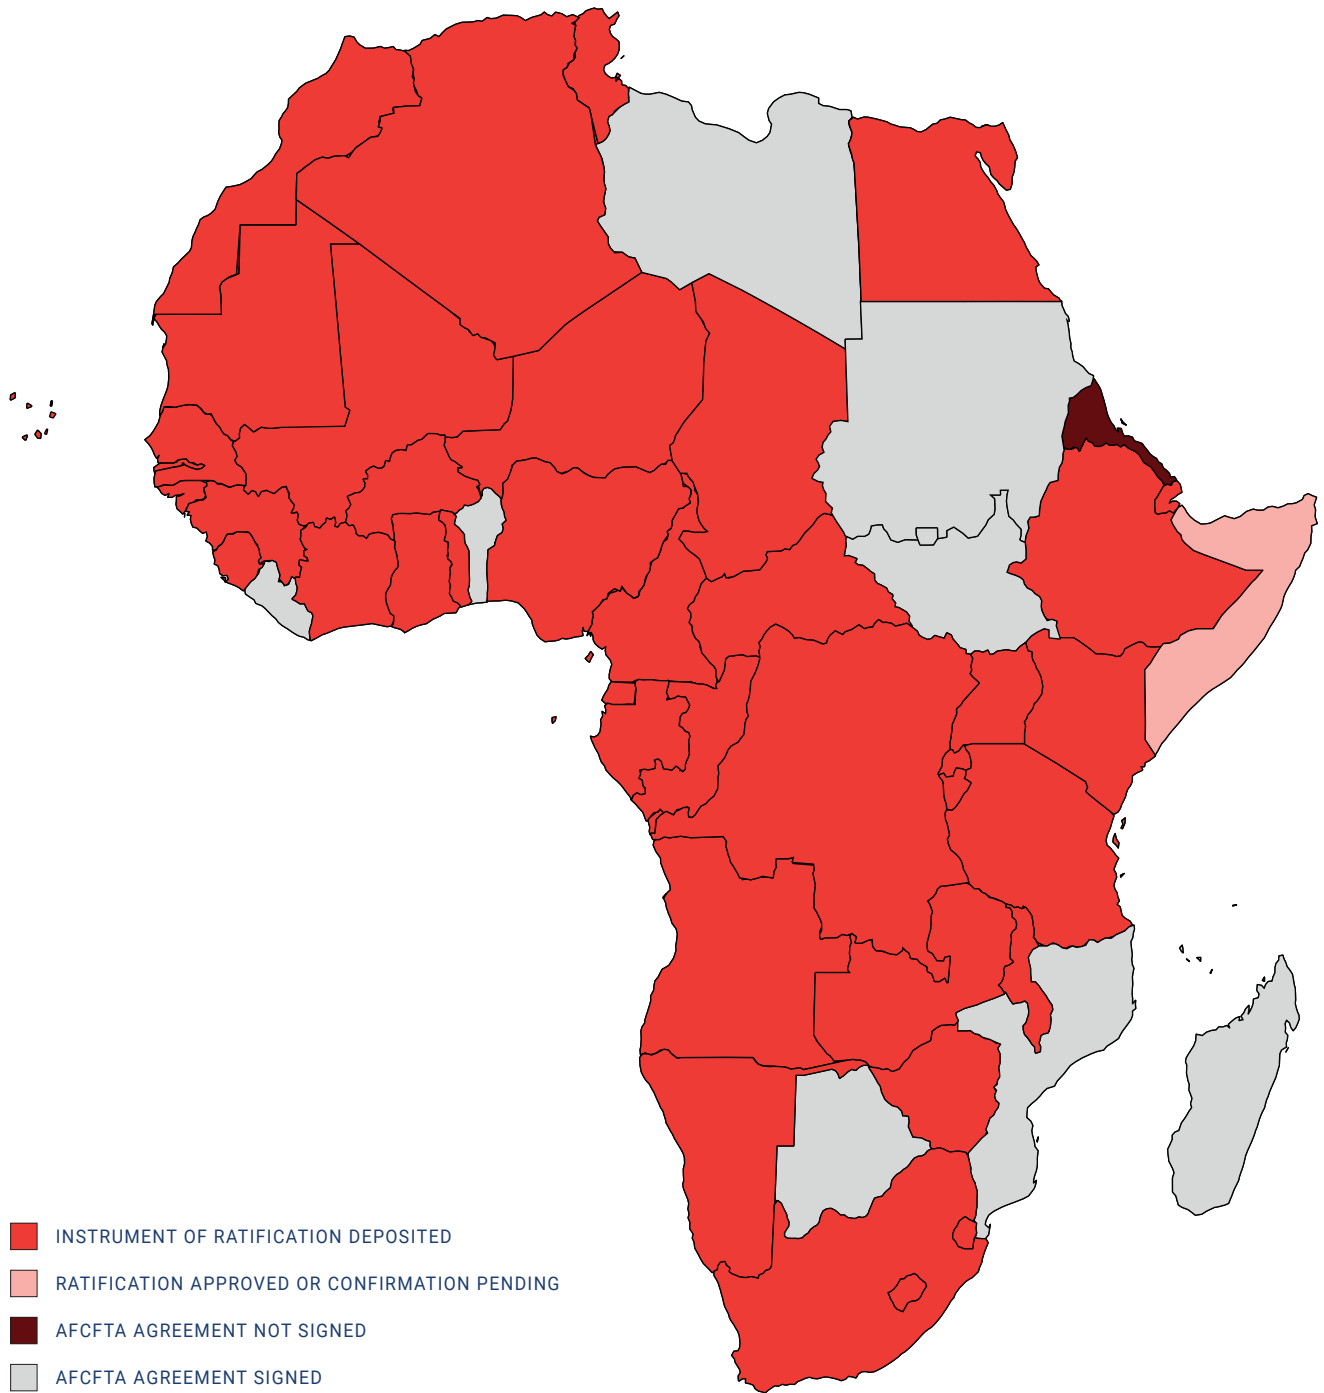 INSTRUMENT OF RATIFICATION DEPOSITED
RATIFICATION APPROVED OR CONFIRMATION PENDING
AFCFTA AGREEMENT NOT SIGNED
AFCFTA AGREEMENT SIGNED